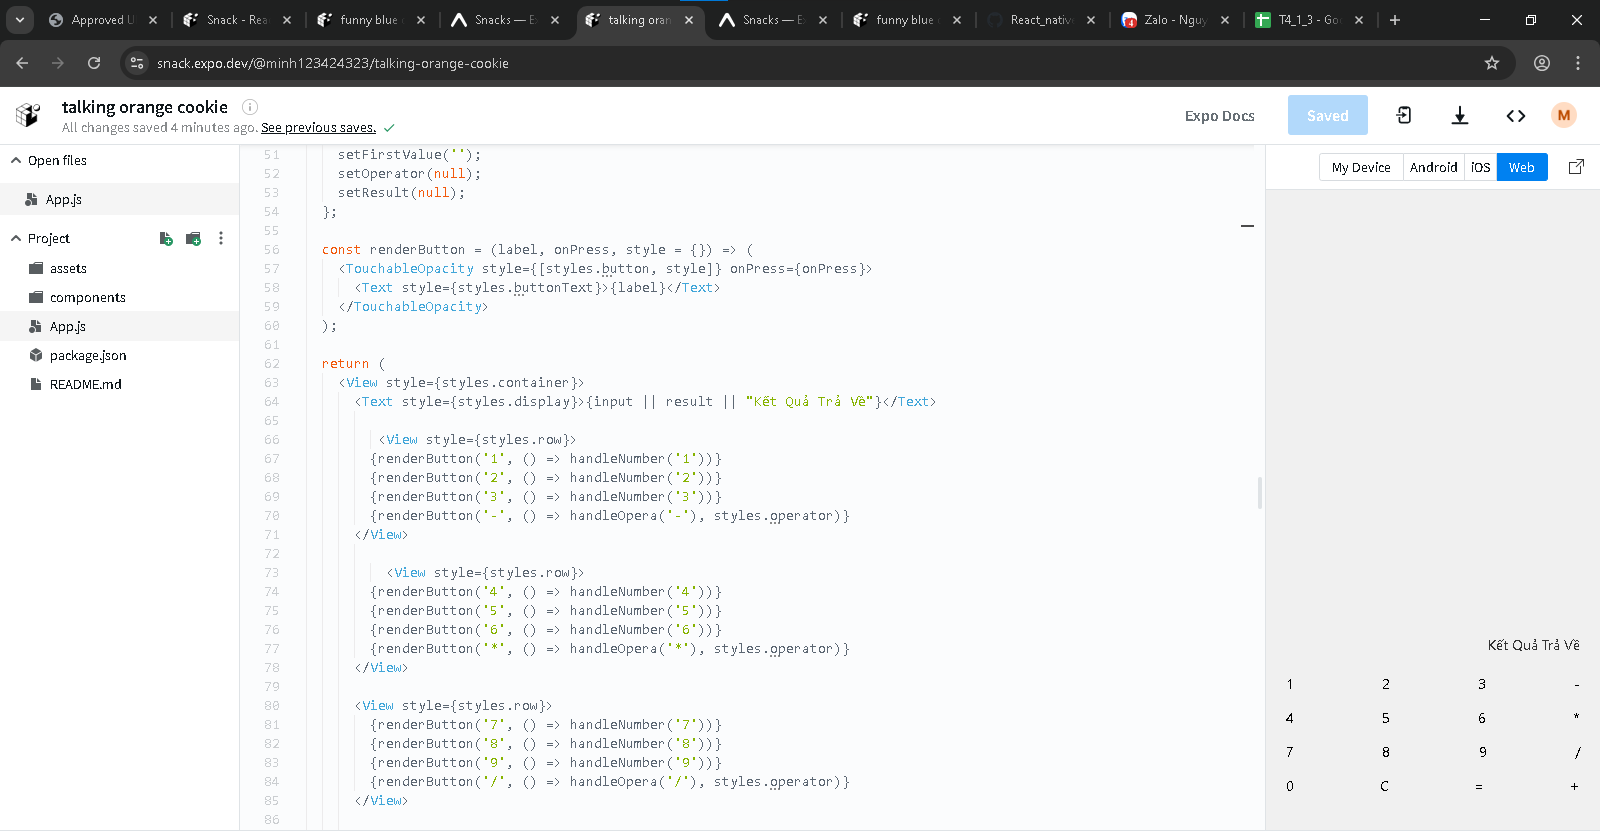 Approved U
Snack - Rea
funny blue
Snacks — E
talking oran
Snacks — E
funny blue
React_nativ
Zalo - Nguy
T4_1_3 - Go
snack.expo.dev/@minh123424323/talking-orange-cookie
talking orange cookie
All changes saved 4 minutes ago. See previous saves.
Expo Docs
Saved
M
Open files
App.js
Project
assets
components
App.js
package.json
README.md
51 setFirstValue('');
52 setOperator(null);
53 setResult(null);
54 };
55
56 const renderButton = (label, onPress, style = {}) => (
57 <TouchableOpacity style={[styles.button, style]} onPress={onPress}>
58 <Text style={styles.buttonText}>{label}</Text>
59 </TouchableOpacity>
60 );
61
62 return (
63 <View style={styles.container}>
64 <Text style={styles.display}>{input || result || "Kết Quả Trả Về"}</Text>
65
66 <View style={styles.row}>
67 {renderButton('1', () => handleNumber('1'))}
68 {renderButton('2', () => handleNumber('2'))}
69 {renderButton('3', () => handleNumber('3'))}
70 {renderButton('-', () => handleOpera('-'), styles.operator)}
71 </View>
72
73 <View style={styles.row}>
74 {renderButton('4', () => handleNumber('4'))}
75 {renderButton('5', () => handleNumber('5'))}
76 {renderButton('6', () => handleNumber('6'))}
77 {renderButton('*', () => handleOpera('*'), styles.operator)}
78 </View>
79
80 <View style={styles.row}>
81 {renderButton('7', () => handleNumber('7'))}
82 {renderButton('8', () => handleNumber('8'))}
83 {renderButton('9', () => handleNumber('9'))}
84 {renderButton('/', () => handleOpera('/'), styles.operator)}
85 </View>
86
My Device Android iOS Web
Kết Quả Trả Về
1 2 3 -
4 5 6 *
7 8 9 /
0 C = +